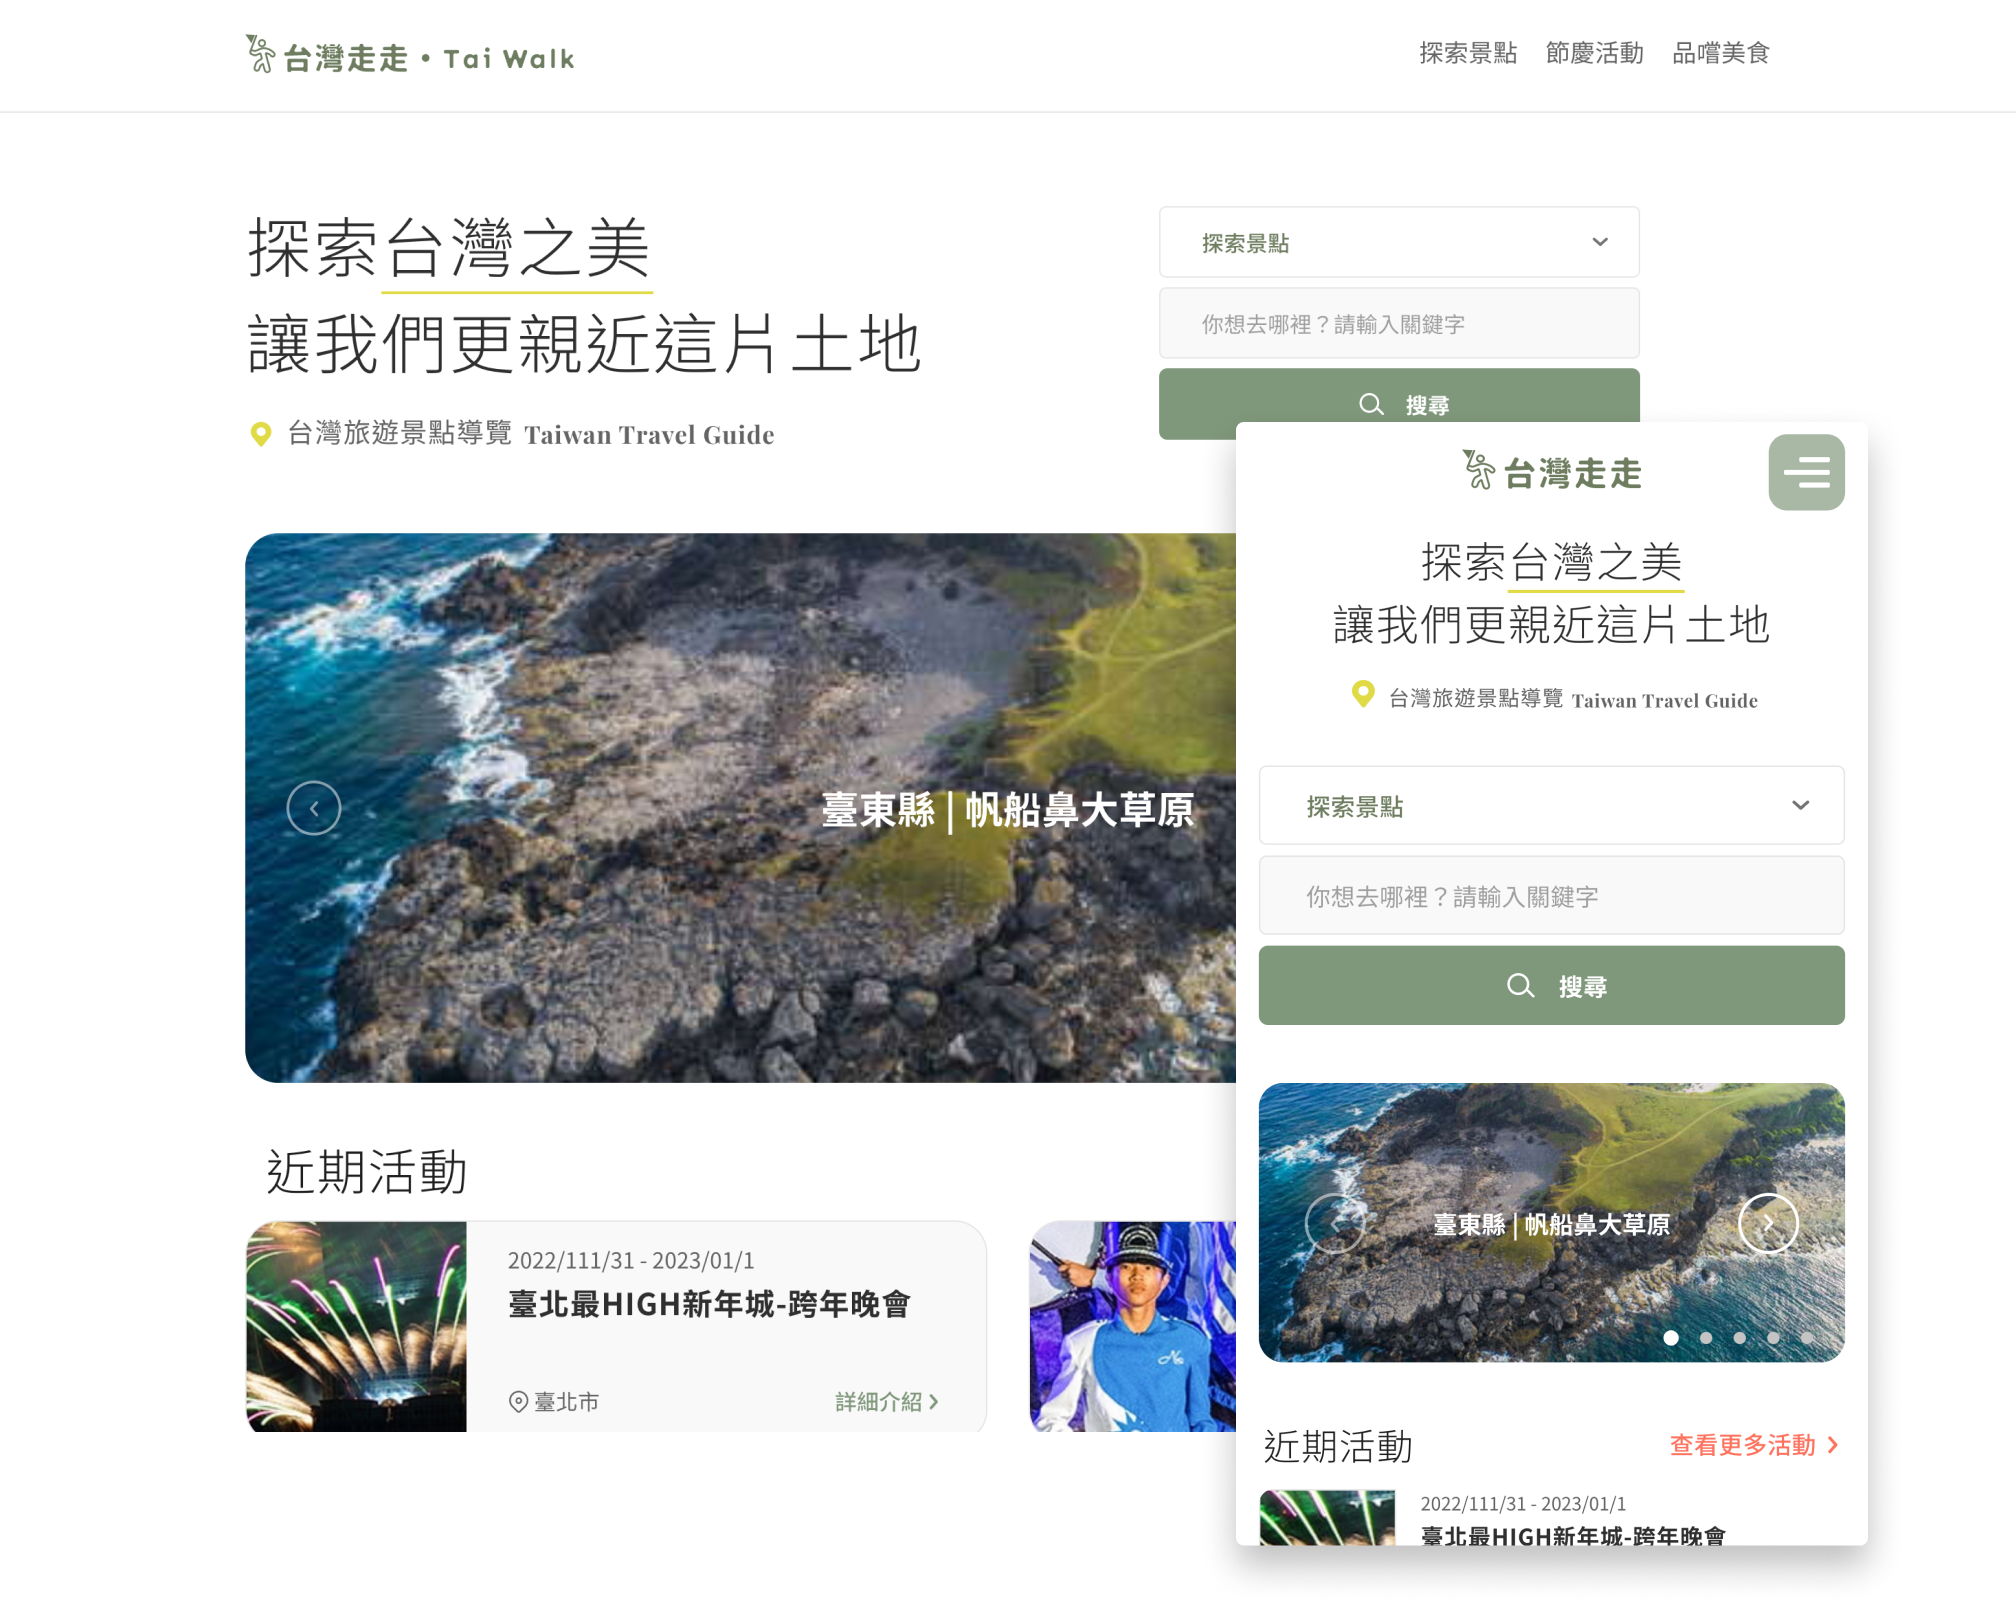 台灣走走・Tai Walk
探索景點 節慶活動 品嚐美食
探索台灣之美
讓我們更親近這片土地
台灣旅遊景點導覽 Taiwan Travel Guide
探索景點
你想去哪裡？請輸入關鍵字
搜尋
臺東縣 | 帆船鼻大草原
近期活動
2022/111/31 - 2023/01/1
臺北最HIGH新年城-跨年晚會
臺北市
詳細介紹
台灣走走
探索台灣之美
讓我們更親近這片土地
台灣旅遊景點導覽 Taiwan Travel Guide
探索景點
你想去哪裡？請輸入關鍵字
搜尋
臺東縣 | 帆船鼻大草原
近期活動
查看更多活動
2022/111/31 - 2023/01/1
臺北最HIGH新年城-跨年晚會